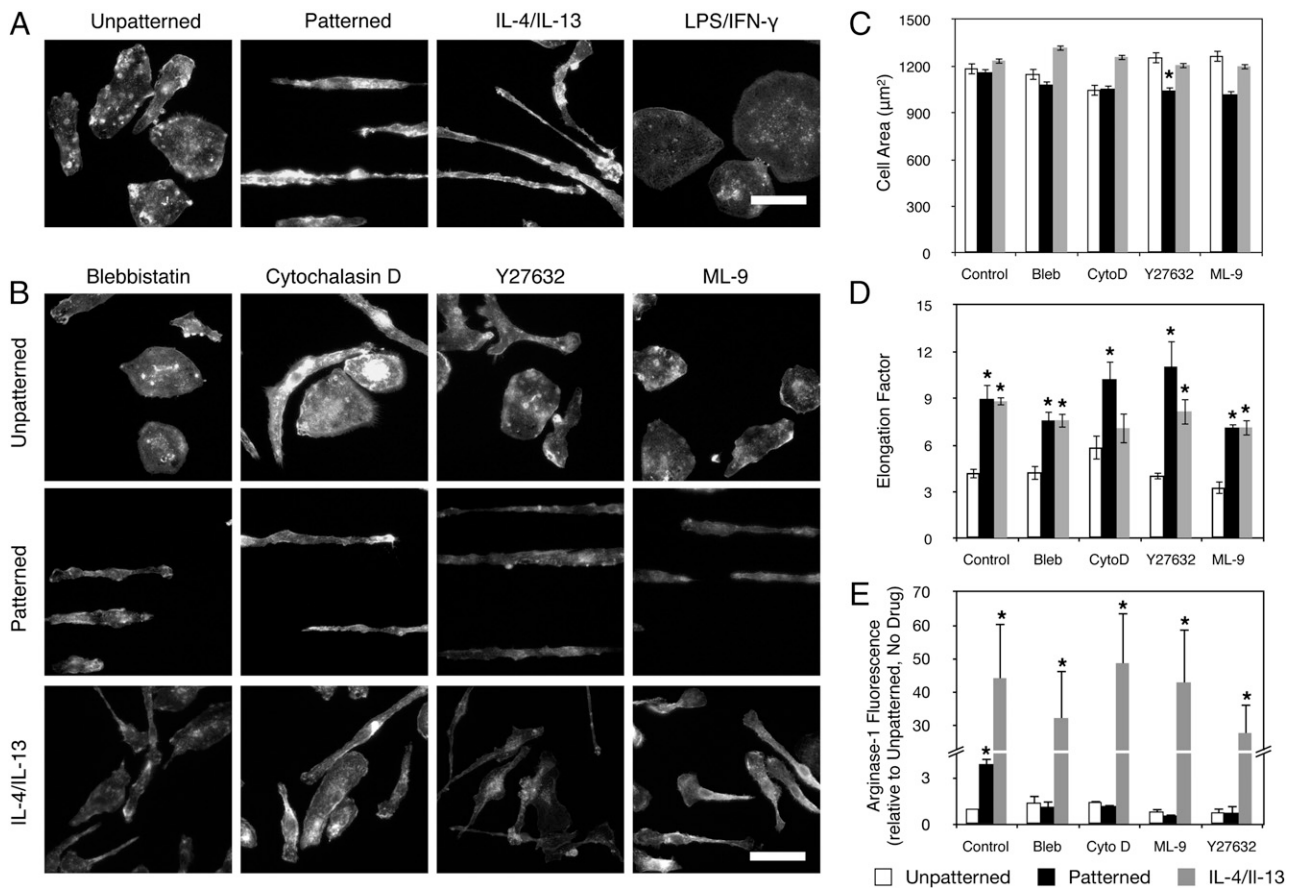 A
Unpatterned
Patterned
IL-4/IL-13
LPS/IFN-γ
B
Blebbistatin
Cytochalasin D
Y27632
ML-9
Unpatterned
Patterned
IL-4/IL-13
C
Cell Area (µm²)
1500
1200
900
600
300
0
*
Control
Bleb
CytoD
Y27632
ML-9
D
Elongation Factor
15
12
9
6
3
0
* * * * * * * * *
Control
Bleb
CytoD
Y27632
ML-9
E
Arginase-1 Fluorescence
(relative to Unpatterned, No Drug)
70
60
50
40
30
3
0
* * * * * *
Control
Bleb
Cyto D
ML-9
Y27632
Unpatterned
Patterned
IL-4/Il-13